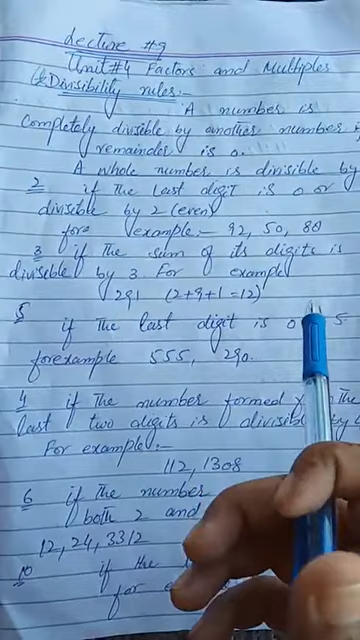 Lecture #9
Unit #4 Factors and Multiples
Divisibility rules:-
A number is
completely divisible by another number if
remainder is 0.
A whole number is divisible by
2 if the last digit is 0 or
divisible by 2 (even)
fore example:- 92, 50, 80
3 if the sum of its digits is
divisible by 3. For example
291 (2+9+1=12)
5 if the last digit is 0 5
forexample 555, 290.
4 if the number formed the
last two digits is divisible by
For example:-
112, 1308
6 if the number
both 2 and
12, 24, 3312
10 if the
for